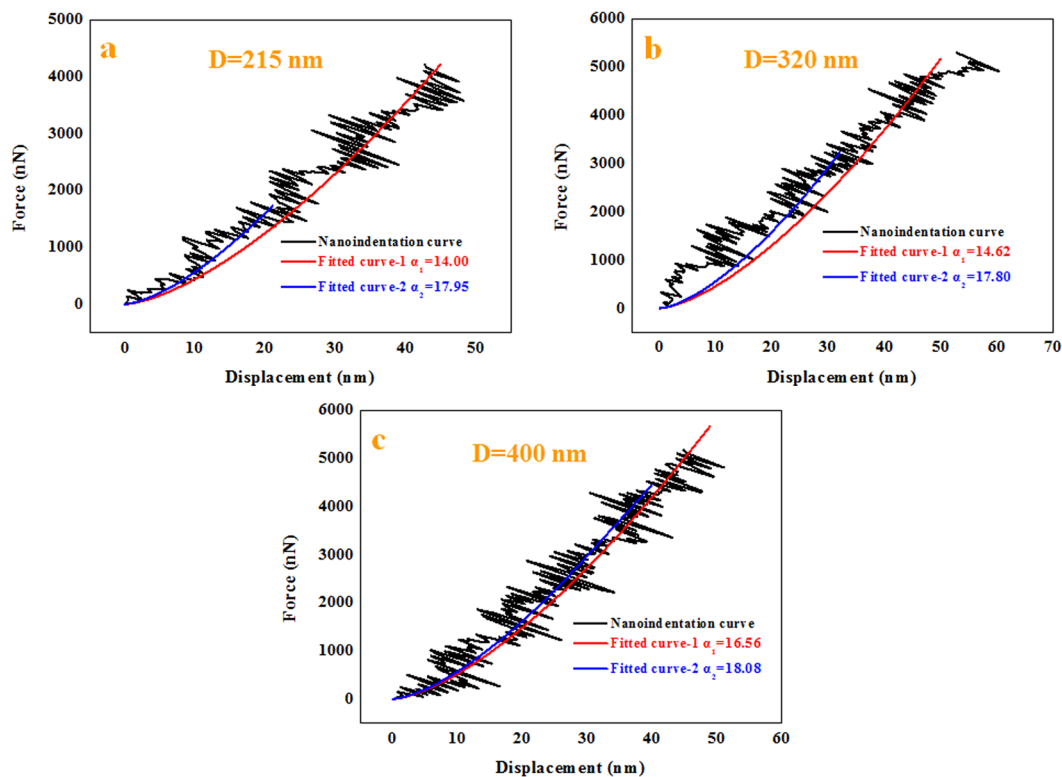 a
D=215 nm
5000
4000
3000
2000
1000
0
Force (nN)
Nanoindentation curve
Fitted curve-1 α₁=14.00
Fitted curve-2 α₂=17.95
0 10 20 30 40 50
Displacement (nm)
b
D=320 nm
6000
5000
4000
3000
2000
1000
0
Force (nN)
Nanoindentation curve
Fitted curve-1 α₁=14.62
Fitted curve-2 α₂=17.80
0 10 20 30 40 50 60 70
Displacement (nm)
c
D=400 nm
6000
5000
4000
3000
2000
1000
0
Force (nN)
Nanoindentation curve
Fitted curve-1 α₁=16.56
Fitted curve-2 α₂=18.08
0 10 20 30 40 50 60
Displacement (nm)